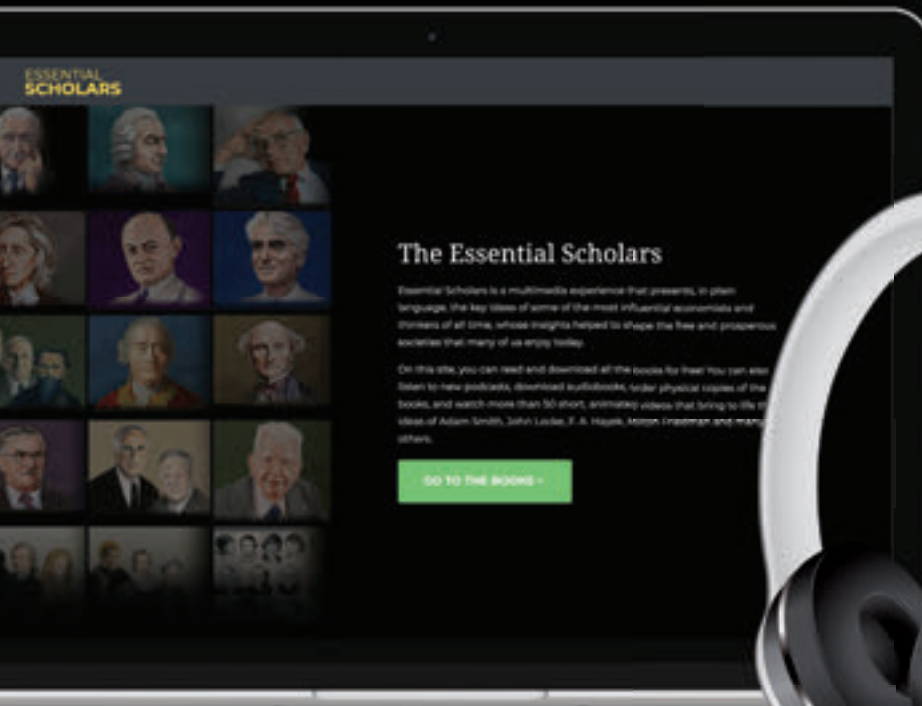 ESSENTIAL
SCHOLARS
The Essential Scholars
Essential Scholars is a multimedia experience that presents, in plain
language, the key ideas of some of the most influential economists and
thinkers of all time, whose insights helped to shape the free and prosperous
societies that many of us enjoy today.
On this site, you can read and download all the books for free! You can also
listen to new podcasts, download audiobooks, order physical copies of the
books, and watch more than 50 short, animated videos that bring to life the
ideas of Adam Smith, John Locke, F. A. Hayek, Milton Friedman and many
others.
GO TO THE BOOKS